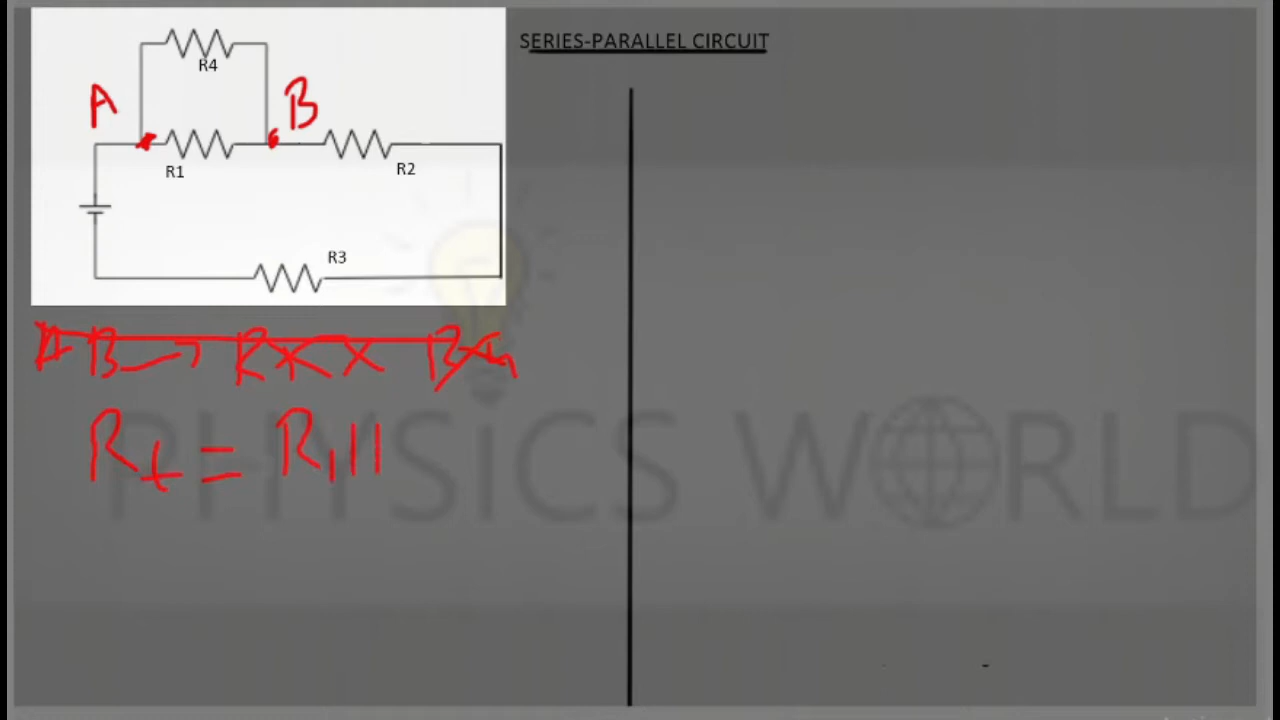 SERIES-PARALLEL CIRCUIT
R4
A
B
R1
R2
R3
Rt = R1 ||
PHYSICS WORLD